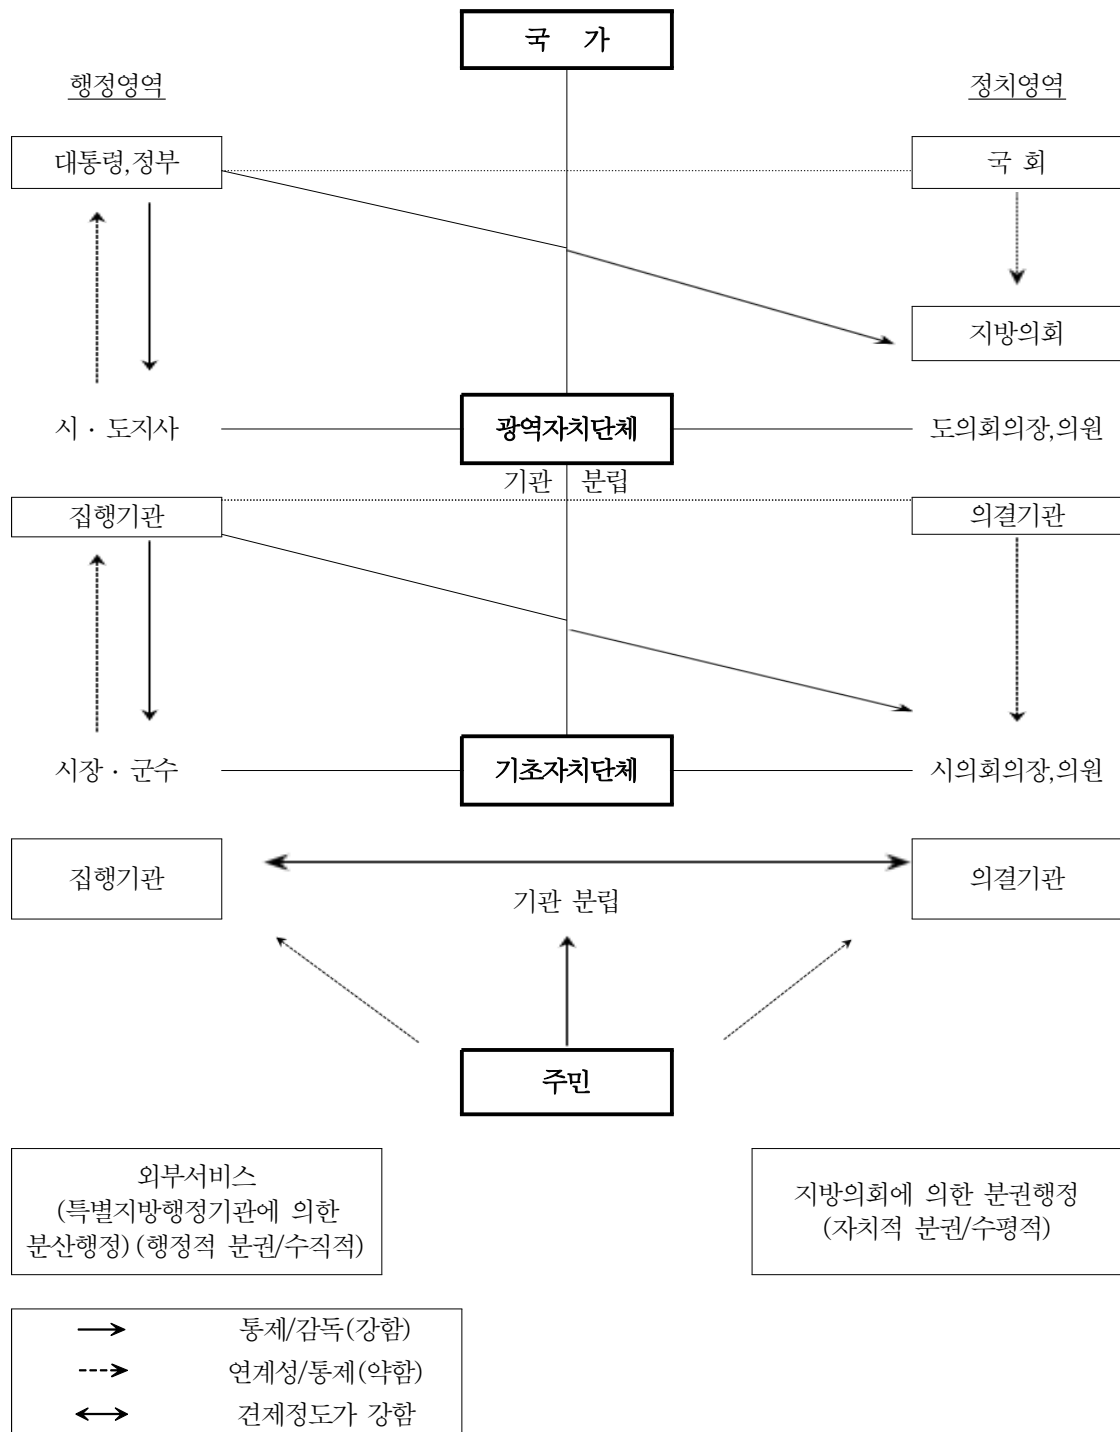 국 가
행정영역
정치영역
대통령,정부
국 회
지방의회
시 · 도지사
광역자치단체
도의회의장,의원
기관 분립
집행기관
의결기관
시장 · 군수
기초자치단체
시의회의장,의원
집행기관
의결기관
기관 분립
주민
외부서비스
(특별지방행정기관에 의한
분산행정)(행정적 분권/수직적)
지방의회에 의한 분권행정
(자치적 분권/수평적)
통제/감독(강함)
연계성/통제(약함)
견제정도가 강함